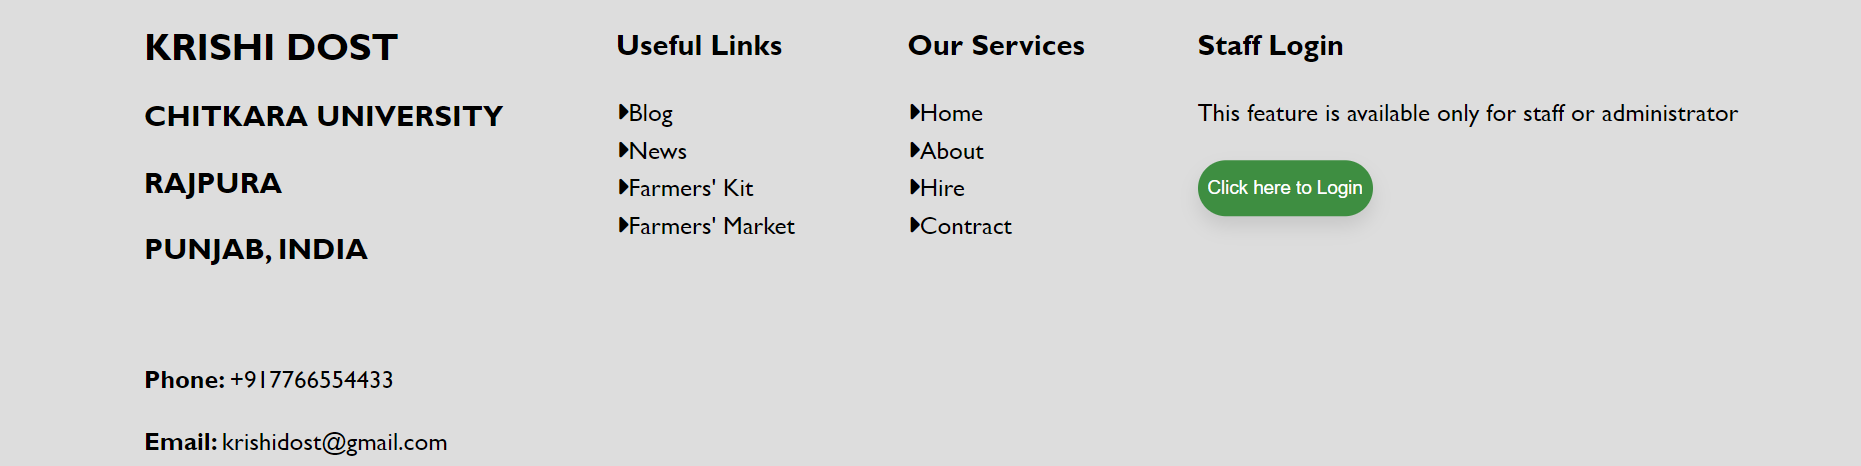 KRISHI DOST
CHITKARA UNIVERSITY
RAJPURA
PUNJAB, INDIA
Phone: +917766554433
Email: krishidost@gmail.com
Useful Links
Blog
News
Farmers' Kit
Farmers' Market
Our Services
Home
About
Hire
Contract
Staff Login
This feature is available only for staff or administrator
Click here to Login